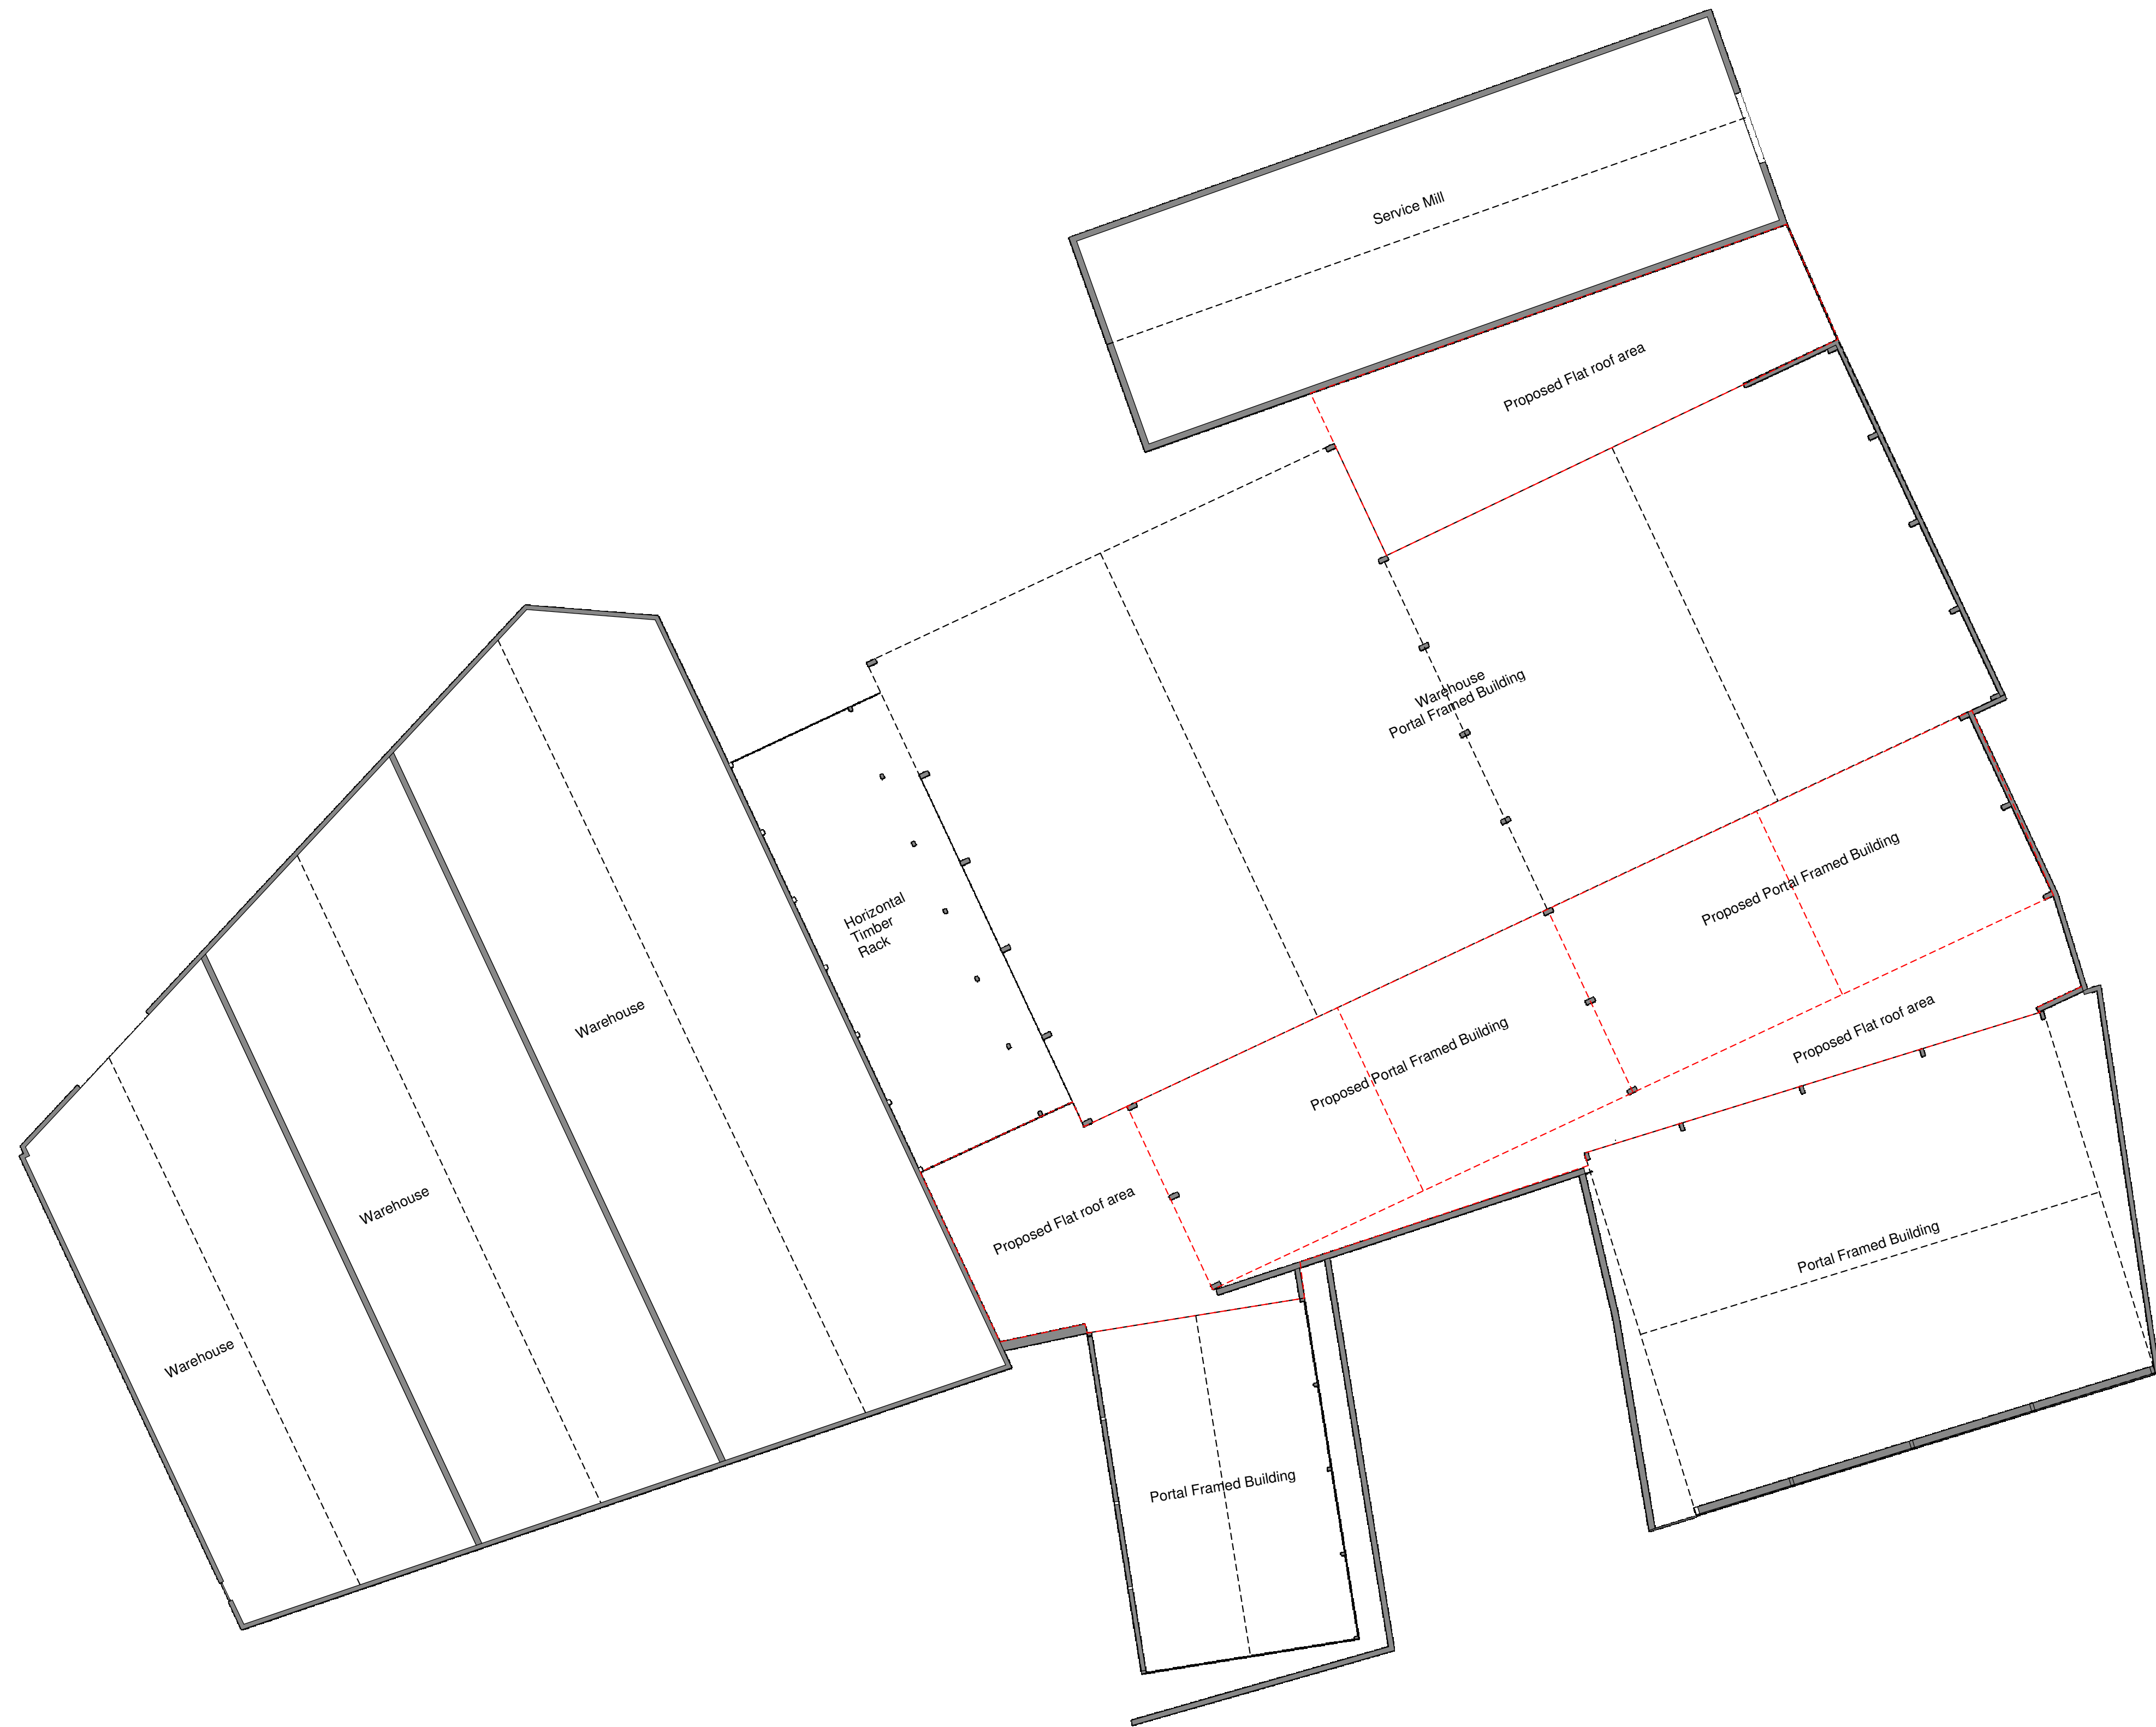 Service Mill
Proposed Flat roof area
Warehouse
Portal Framed Building
Proposed Portal Framed Building
Horizontal
Timber
Rack
Warehouse
Proposed Flat roof area
Proposed Portal Framed Building
Warehouse
Proposed Flat roof area
Portal Framed Building
Warehouse
Portal Framed Building